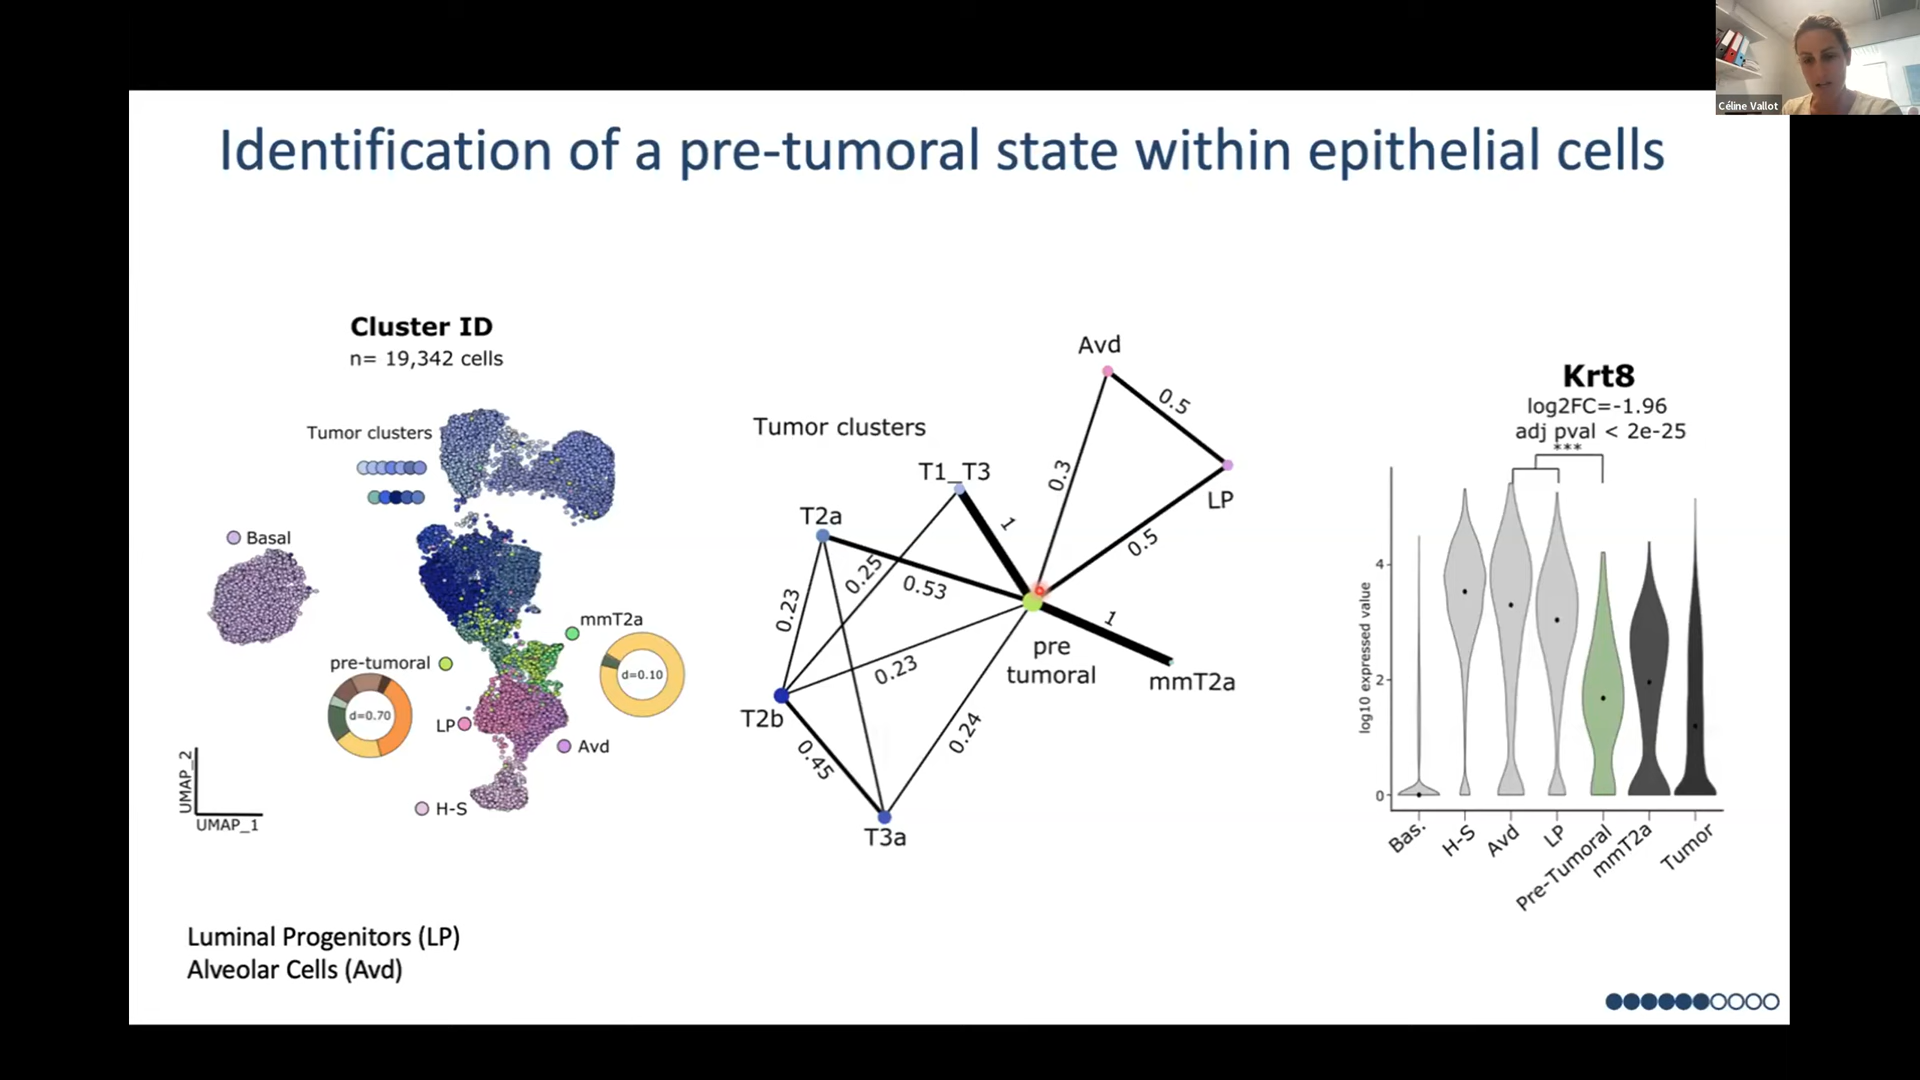 Céline Vallot
Identification of a pre-tumoral state within epithelial cells
Cluster ID
n= 19,342 cells
Tumor clusters
Basal
mmT2a
pre-tumoral
d=0.10
d=0.70
LP
Avd
H-S
UMAP_2
UMAP_1
Luminal Progenitors (LP)
Alveolar Cells (Avd)
Tumor clusters
Avd
0.5
T1_T3
0.3
LP
T2a
1
0.5
0.25
0.53
0.23
1
pre
tumoral
mmT2a
0.23
T2b
0.24
0.45
T3a
Krt8
log2FC=-1.96
adj pval < 2e-25
***
log10 expressed value
4
2
0
Bas.
H-S
Avd
LP
Pre-Tumoral
mmT2a
Tumor